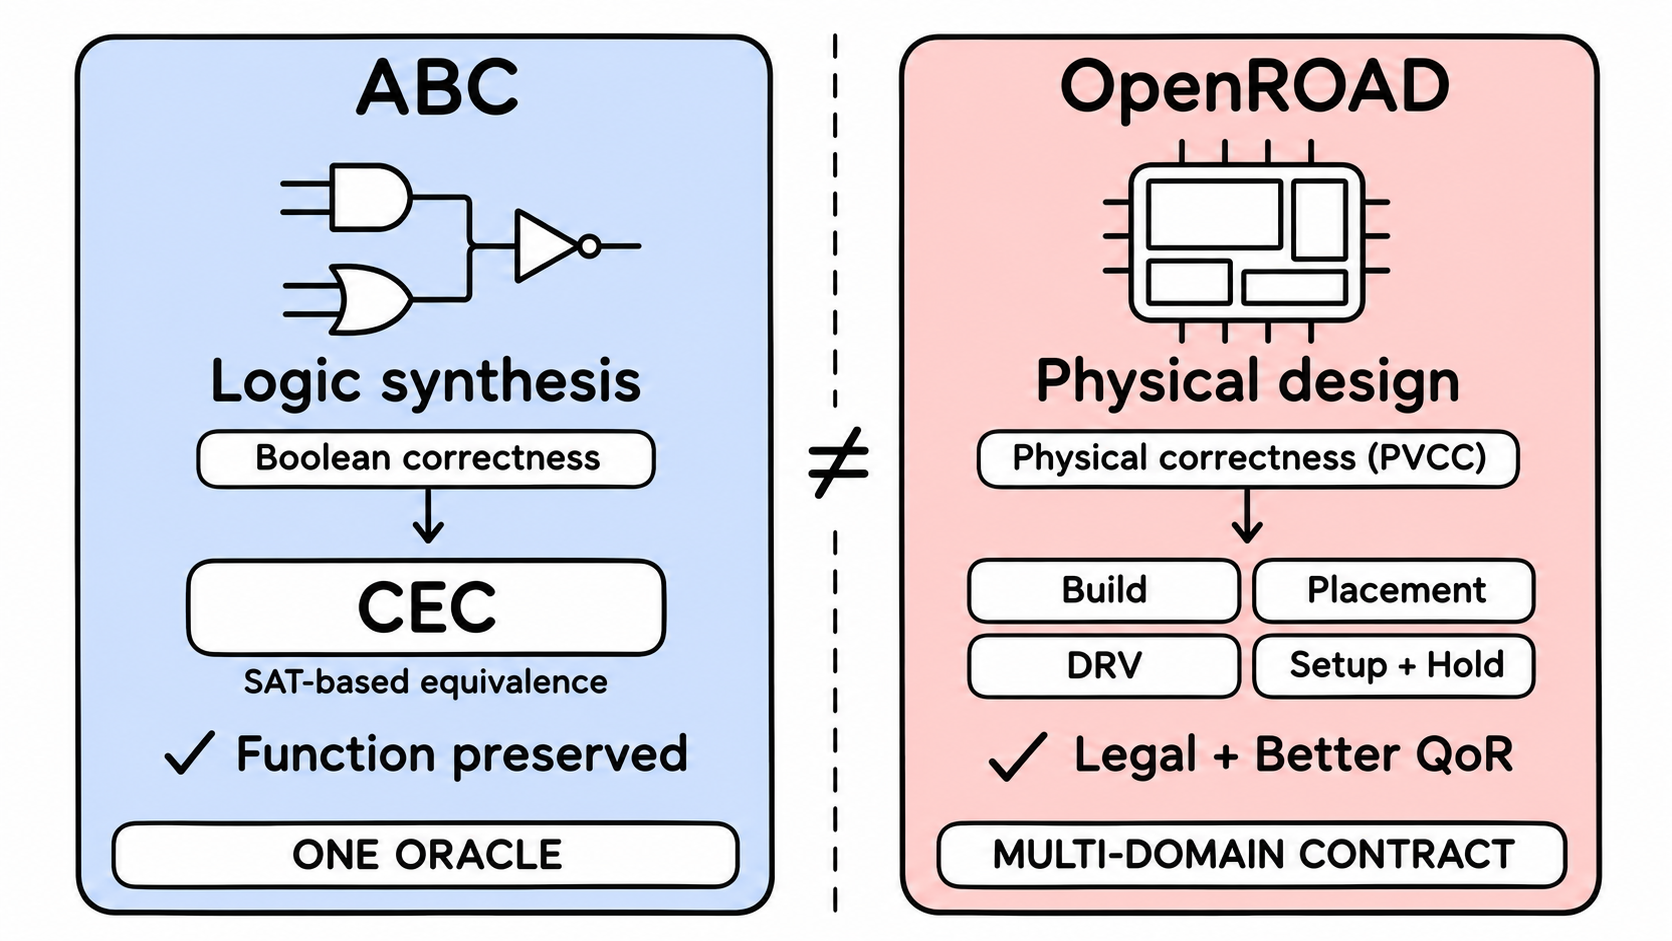 ABC
Logic synthesis
Boolean correctness
CEC
SAT-based equivalence
✓ Function preserved
ONE ORACLE
≠
OpenROAD
Physical design
Physical correctness (PVCC)
Build
Placement
DRV
Setup + Hold
✓ Legal + Better QoR
MULTI-DOMAIN CONTRACT